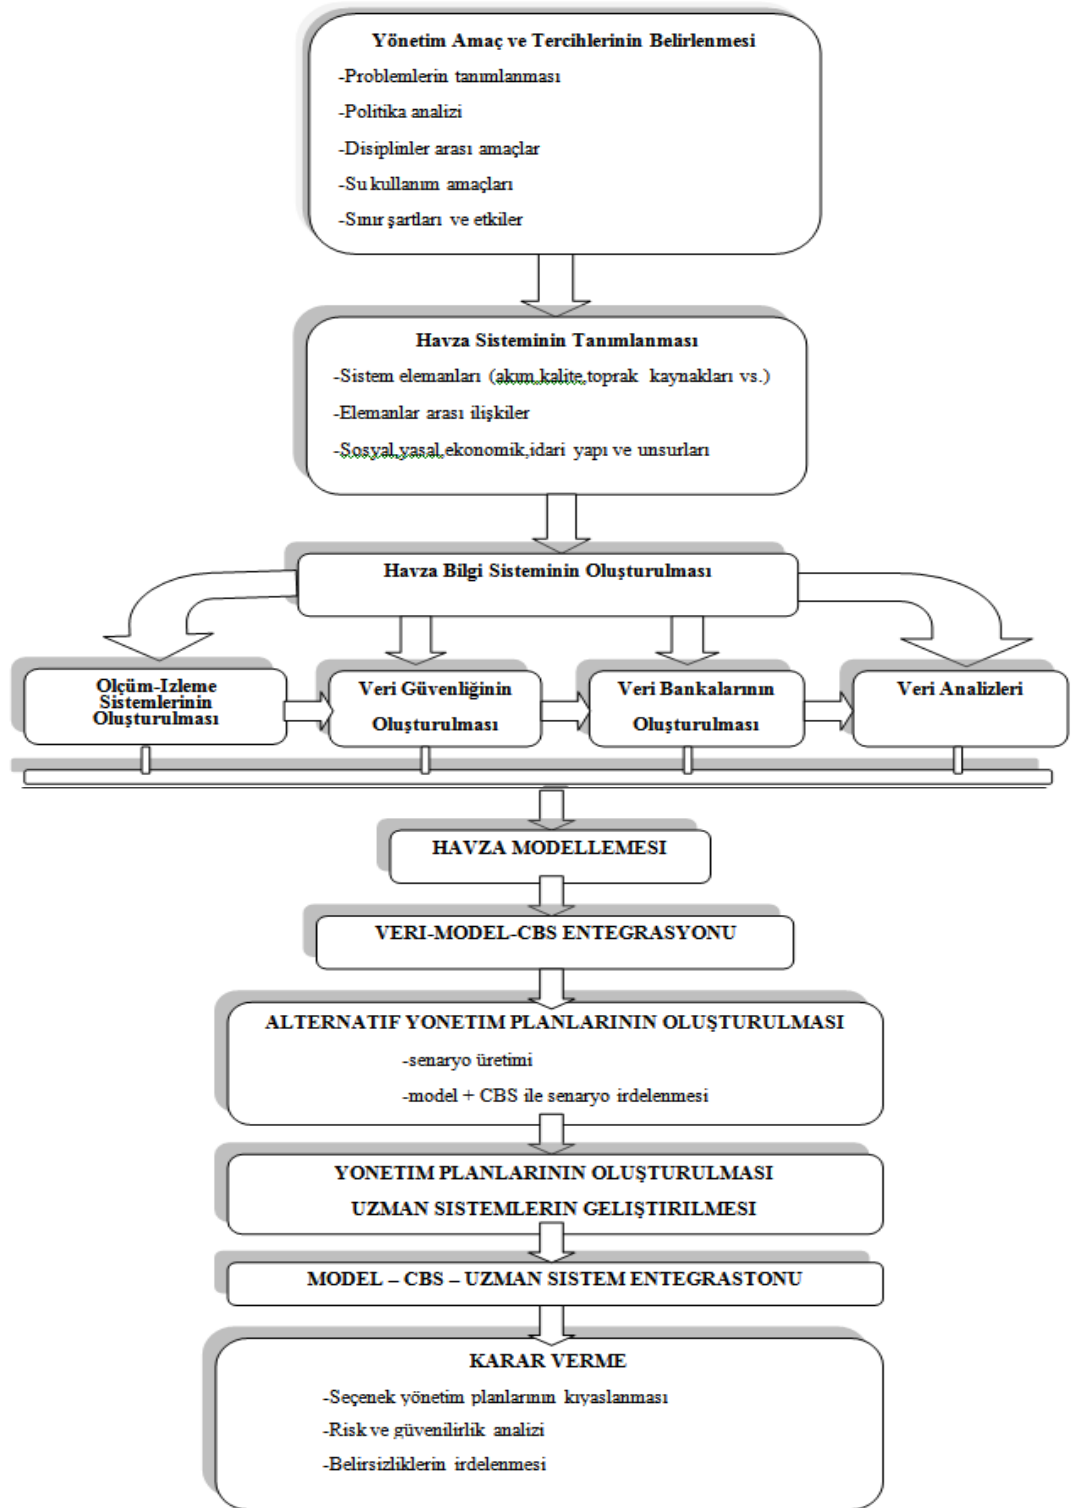 Yönetim Amaç ve Tercihlerinin Belirlenmesi
-Problemlerin tanımlanması
-Politika analizi
-Disiplinler arası amaçlar
-Su kullanım amaçları
-Sınır şartları ve etkiler
Havza Sisteminin Tanımlanması
-Sistem elemanları (akım,kalite,toprak kaynakları vs.)
-Elemanlar arası ilişkiler
-Sosyal,yasal,ekonomik,idari yapı ve unsurları
Havza Bilgi Sisteminin Oluşturulması
Olçüm-Izleme
Sistemlerinin
Oluşturulması
Veri Güvenliğinin
Oluşturulması
Veri Bankalarının
Oluşturulması
Veri Analizleri
HAVZA MODELLEMESI
VERI-MODEL-CBS ENTEGRASYONU
ALTERNATIF YONETIM PLANLARININ OLUŞTURULMASI
-senaryo üretimi
-model + CBS ile senaryo irdelenmesi
YONETIM PLANLARININ OLUŞTURULMASI
UZMAN SISTEMLERIN GELIŞTIRILMESI
MODEL – CBS – UZMAN SISTEM ENTEGRASTONU
KARAR VERME
-Seçenek yönetim planlarının kıyaslanması
-Risk ve güvenilirlik analizi
-Belirsizliklerin irdelenmesi